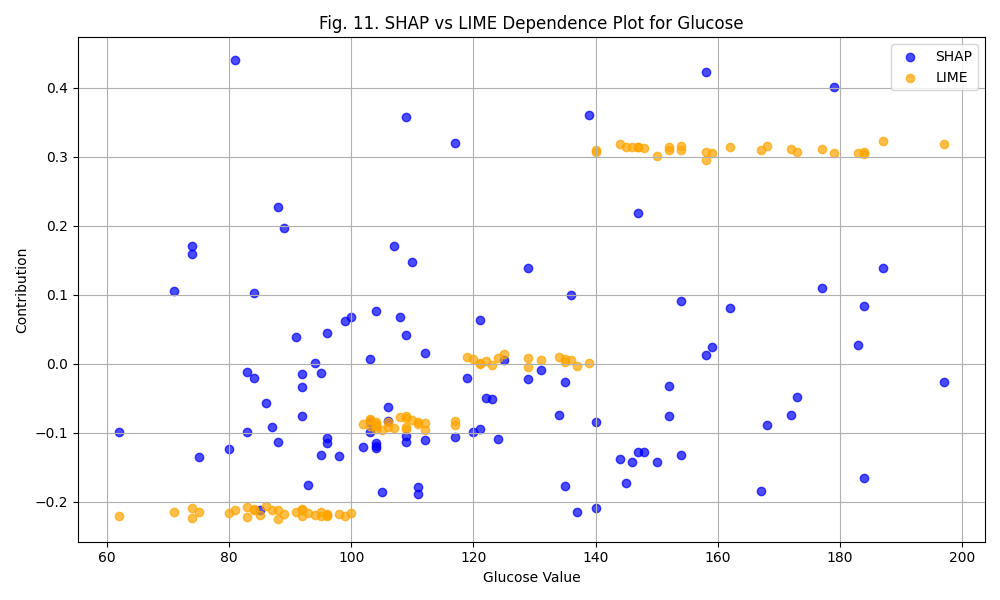 Fig. 11. SHAP vs LIME Dependence Plot for Glucose
SHAP
LIME
Contribution
0.4
0.3
0.2
0.1
0.0
−0.1
−0.2
60 80 100 120 140 160 180 200
Glucose Value